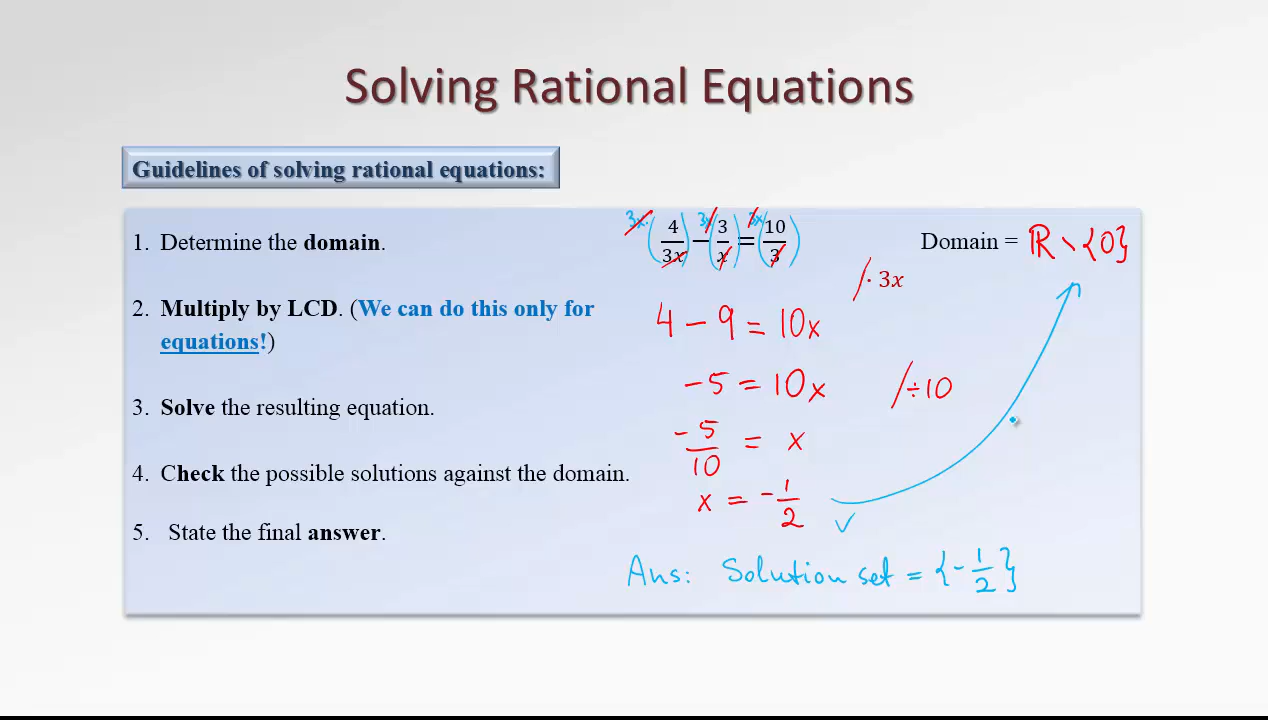 Solving Rational Equations
Guidelines of solving rational equations:
1. Determine the domain.
2. Multiply by LCD. (We can do this only for
equations!)
3. Solve the resulting equation.
4. Check the possible solutions against the domain.
5. State the final answer.
3x·(4/3x) − 3x(3/x) = 3x(10/3)
Domain = ℝ \ {0}
/· 3x
4 − 9 = 10x
−5 = 10x
/÷10
−5/10 = x
x = −1/2
✓
Ans: Solution set = {−1/2}